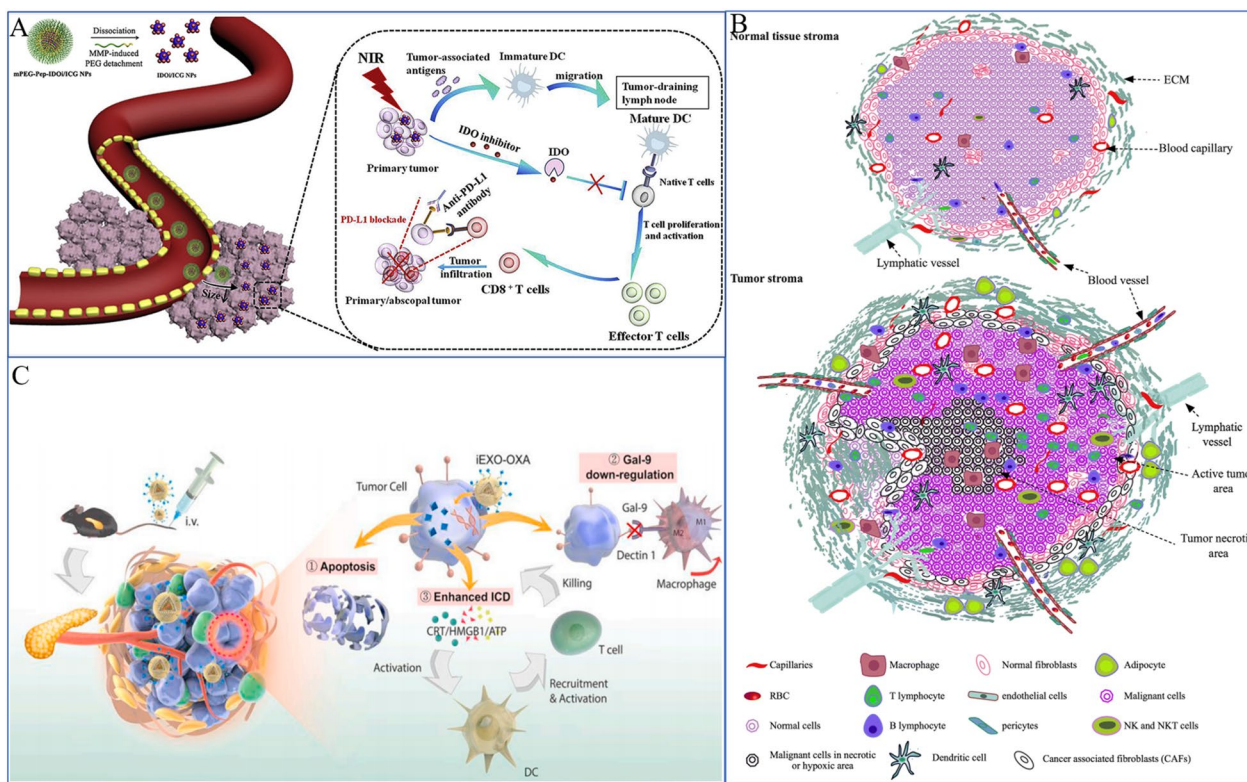 A
mPEG-Pep-IDOi/ICG NPs
Dissociation
MMP-induced
PEG detachment
IDOi/ICG NPs
Size
NIR
Primary tumor
Tumor-associated
antigens
Immature DC
migration
Tumor-draining
lymph node
Mature DC
IDO inhibitor
IDO
Native T cells
T cell proliferation
and activation
Anti-PD-L1
antibody
PD-L1 blockade
Tumor
infiltration
CD8+ T cells
Primary/abscopal tumor
Effector T cells
B
Normal tissue stroma
ECM
Blood capillary
Lymphatic vessel
Blood vessel
Tumor stroma
Lymphatic
vessel
Active tumor
area
Tumor necrotic
area
Capillaries
Macrophage
Normal fibroblasts
Adipocyte
RBC
T lymphocyte
endothelial cells
Malignant cells
Normal cells
B lymphocyte
pericytes
NK and NKT cells
Malignant cells in necrotic
or hypoxic area
Dendritic cell
Cancer associated fibroblasts (CAFs)
C
i.v.
Tumor Cell
iEXO-OXA
② Gal-9
down-regulation
Gal-9
Dectin 1
M2
M1
Macrophage
① Apoptosis
③ Enhanced ICD
CRT/HMGB1/ATP
Killing
T cell
Activation
Recruitment
& Activation
DC